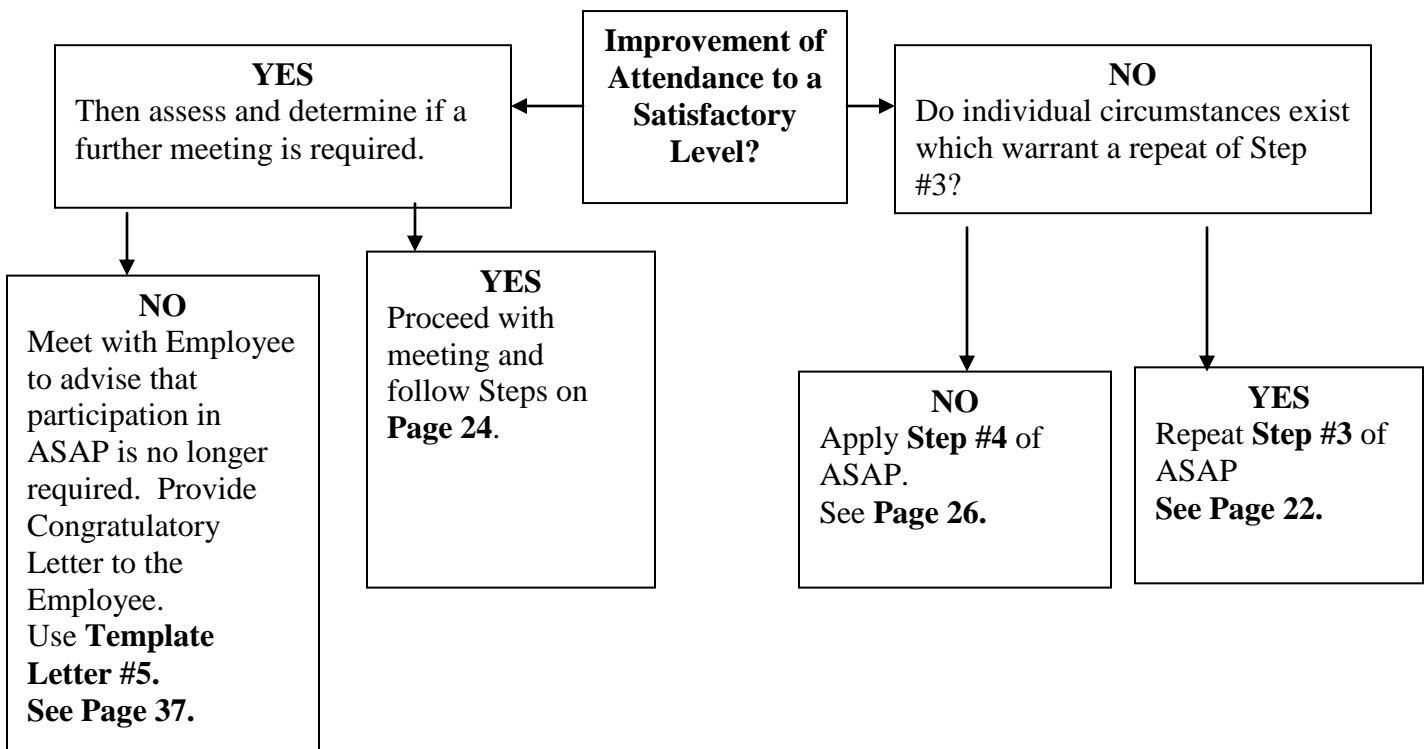 Improvement of
Attendance to a
Satisfactory
Level?
YES
Then assess and determine if a
further meeting is required.
NO
Do individual circumstances exist
which warrant a repeat of Step
#3?
NO
Meet with Employee
to advise that
participation in
ASAP is no longer
required.  Provide
Congratulatory
Letter to the
Employee.
Use Template
Letter #5.
See Page 37.
YES
Proceed with
meeting and
follow Steps on
Page 24.
NO
Apply Step #4 of
ASAP.
See Page 26.
YES
Repeat Step #3 of
ASAP
See Page 22.